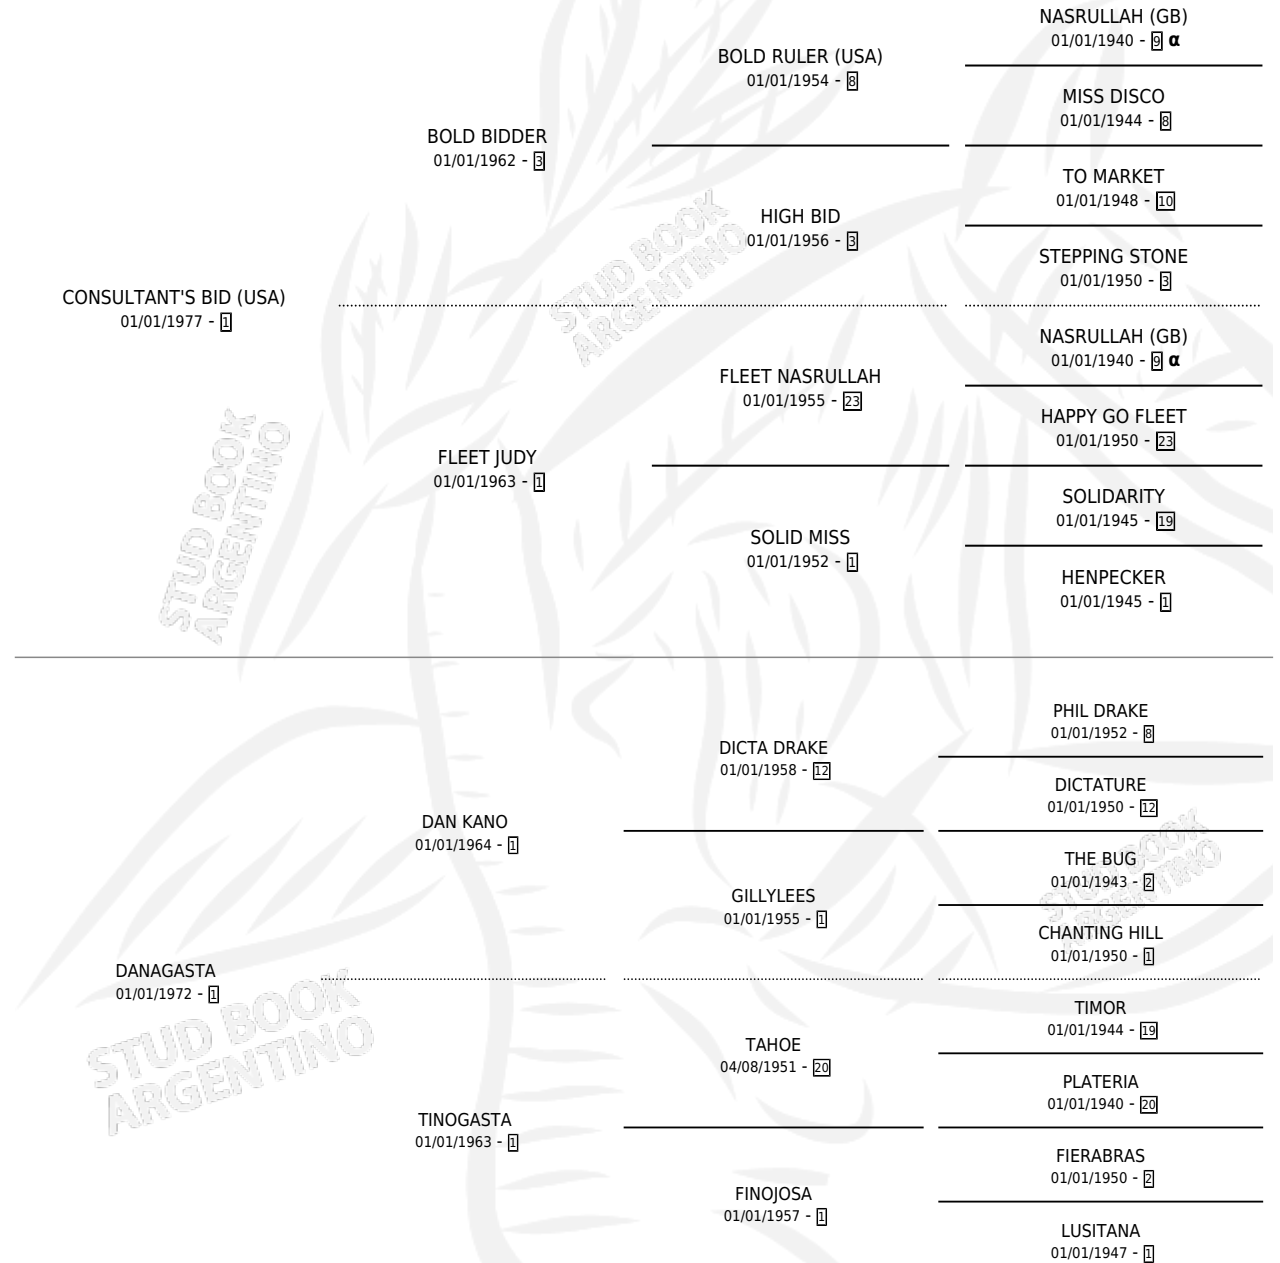 NASRULLAH (GB)
01/01/1940 - 9 α
BOLD RULER (USA)
01/01/1954 - 8
MISS DISCO
01/01/1944 - 8
BOLD BIDDER
01/01/1962 - 3
TO MARKET
01/01/1948 - 10
HIGH BID
01/01/1956 - 3
STEPPING STONE
01/01/1950 - 3
CONSULTANT'S BID (USA)
01/01/1977 - 1
NASRULLAH (GB)
01/01/1940 - 9 α
FLEET NASRULLAH
01/01/1955 - 23
HAPPY GO FLEET
01/01/1950 - 23
FLEET JUDY
01/01/1963 - 1
SOLIDARITY
01/01/1945 - 19
SOLID MISS
01/01/1952 - 1
HENPECKER
01/01/1945 - 1
PHIL DRAKE
01/01/1952 - 8
DICTA DRAKE
01/01/1958 - 12
DICTATURE
01/01/1950 - 12
DAN KANO
01/01/1964 - 1
THE BUG
01/01/1943 - 2
GILLYLEES
01/01/1955 - 1
CHANTING HILL
01/01/1950 - 1
DANAGASTA
01/01/1972 - 1
TIMOR
01/01/1944 - 19
TAHOE
04/08/1951 - 20
PLATERIA
01/01/1940 - 20
TINOGASTA
01/01/1963 - 1
FIERABRAS
01/01/1950 - 2
FINOJOSA
01/01/1957 - 1
LUSITANA
01/01/1947 - 1
STUD BOOK
ARGENTINO
STUD BOOK
ARGENTINO
STUD BOOK
ARGENTINO
STUD BOOK
ARGENTINO